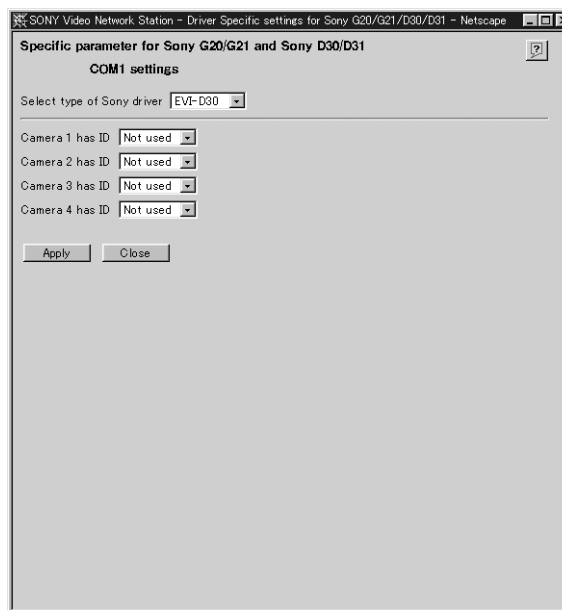 SONY Video Network Station - Driver Specific settings for Sony G20/G21/D30/D31 - Netscape
Specific parameter for Sony G20/G21 and Sony D30/D31
?
COM1 settings
Select type of Sony driver EVI-D30
Camera 1 has ID Not used
Camera 2 has ID Not used
Camera 3 has ID Not used
Camera 4 has ID Not used
Apply Close